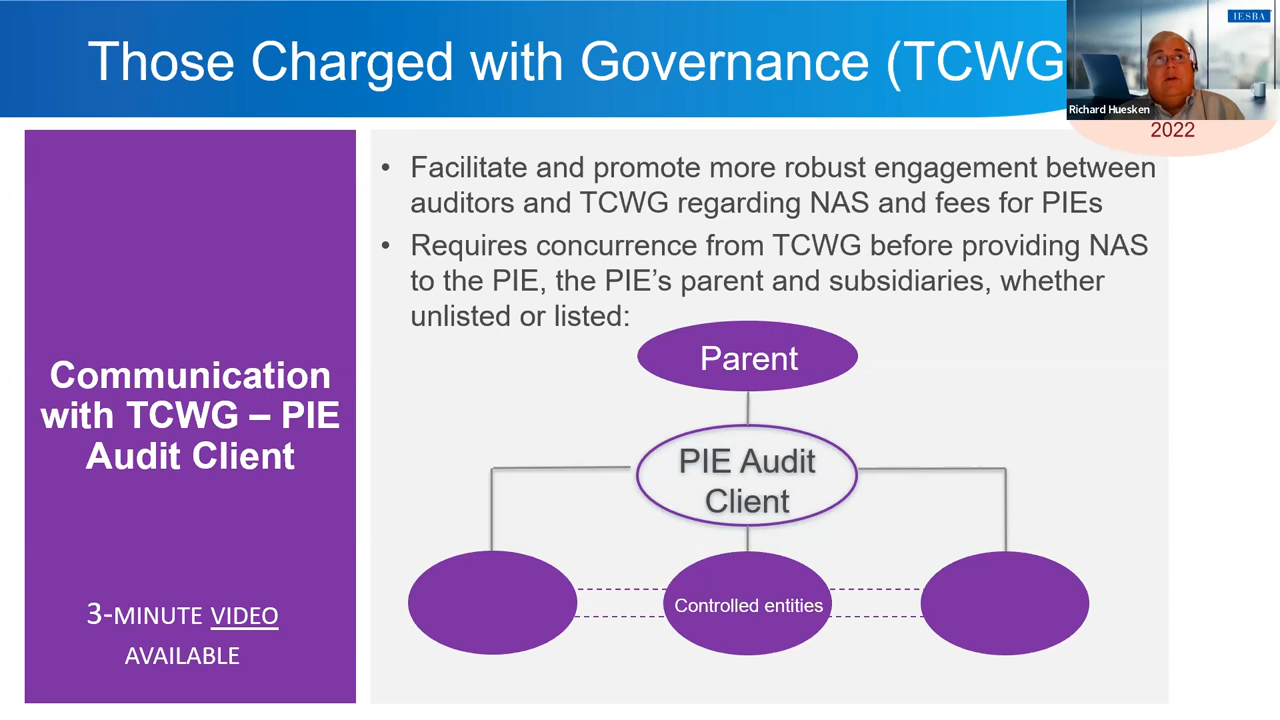 Those Charged with Governance (TCWG
IESBA
Richard Huesken
2022
• Facilitate and promote more robust engagement between
auditors and TCWG regarding NAS and fees for PIEs
• Requires concurrence from TCWG before providing NAS
to the PIE, the PIE’s parent and subsidiaries, whether
unlisted or listed:
Communication
with TCWG – PIE
Audit Client
3-MINUTE VIDEO
AVAILABLE
Parent
PIE Audit
Client
Controlled entities